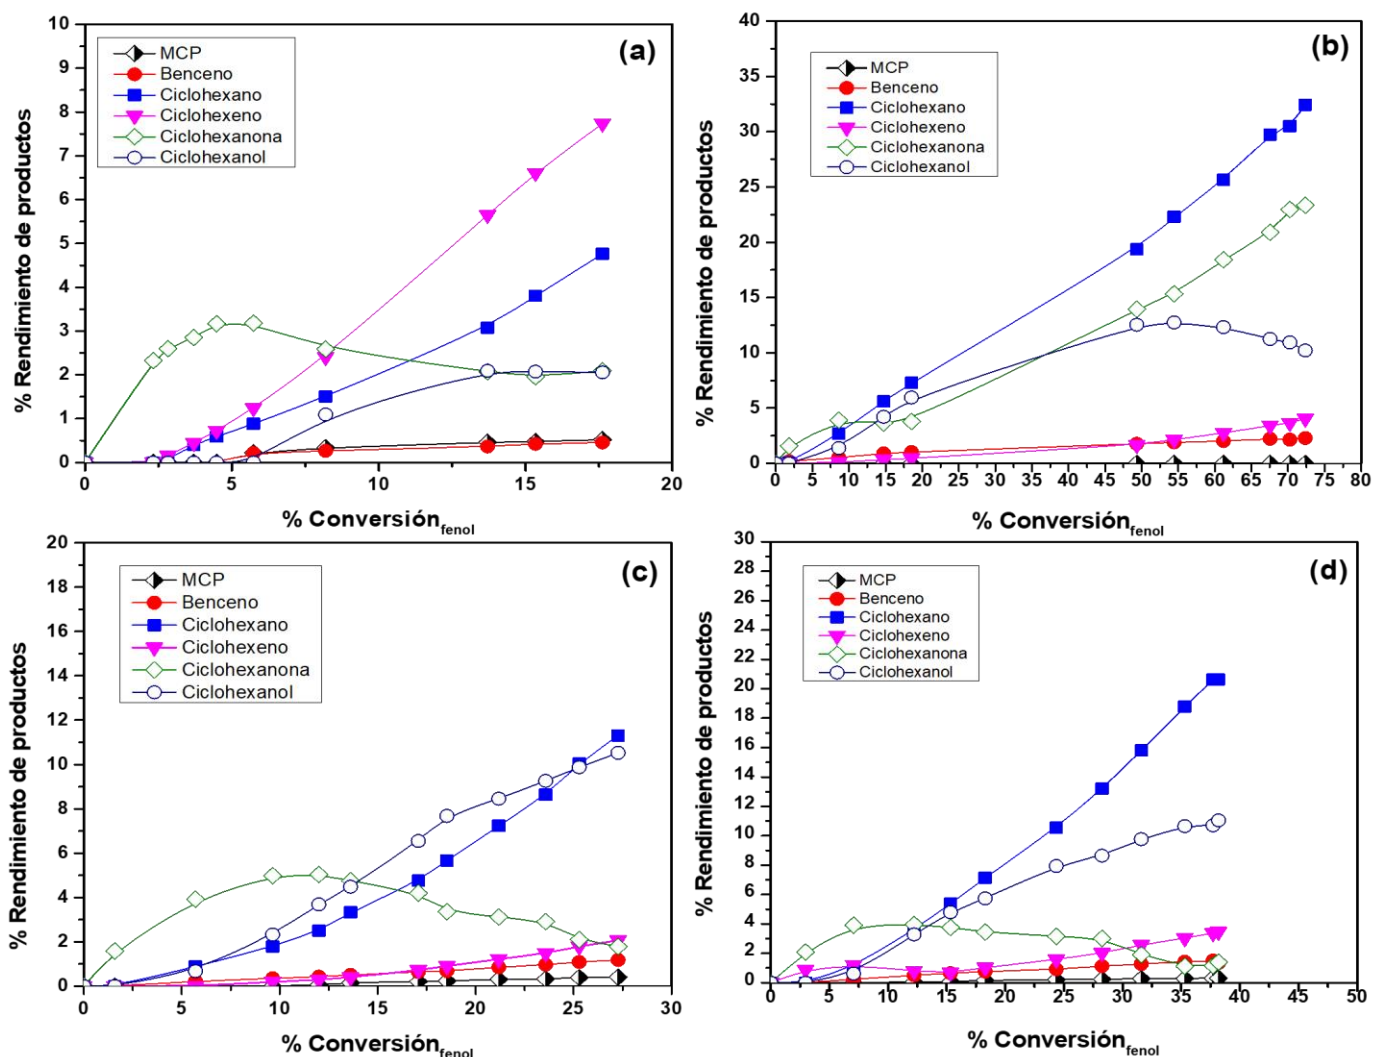 (a)
MCP
Benceno
Ciclohexano
Ciclohexeno
Ciclohexanona
Ciclohexanol
% Rendimiento de productos
10
9
8
7
6
5
4
3
2
1
0
0 5 10 15 20
% Conversión fenol
(b)
MCP
Benceno
Ciclohexano
Ciclohexeno
Ciclohexanona
Ciclohexanol
% Rendimiento de productos
40
35
30
25
20
15
10
5
0
0 5 10 15 20 25 30 35 40 45 50 55 60 65 70 75 80
% Conversión fenol
(c)
MCP
Benceno
Ciclohexano
Ciclohexeno
Ciclohexanona
Ciclohexanol
% Rendimiento de productos
20
18
16
14
12
10
8
6
4
2
0
0 5 10 15 20 25 30
% Conversión fenol
(d)
MCP
Benceno
Ciclohexano
Ciclohexeno
Ciclohexanona
Ciclohexanol
% Rendimiento de productos
30
28
26
24
22
20
18
16
14
12
10
8
6
4
2
0
0 5 10 15 20 25 30 35 40 45 50
% Conversión fenol